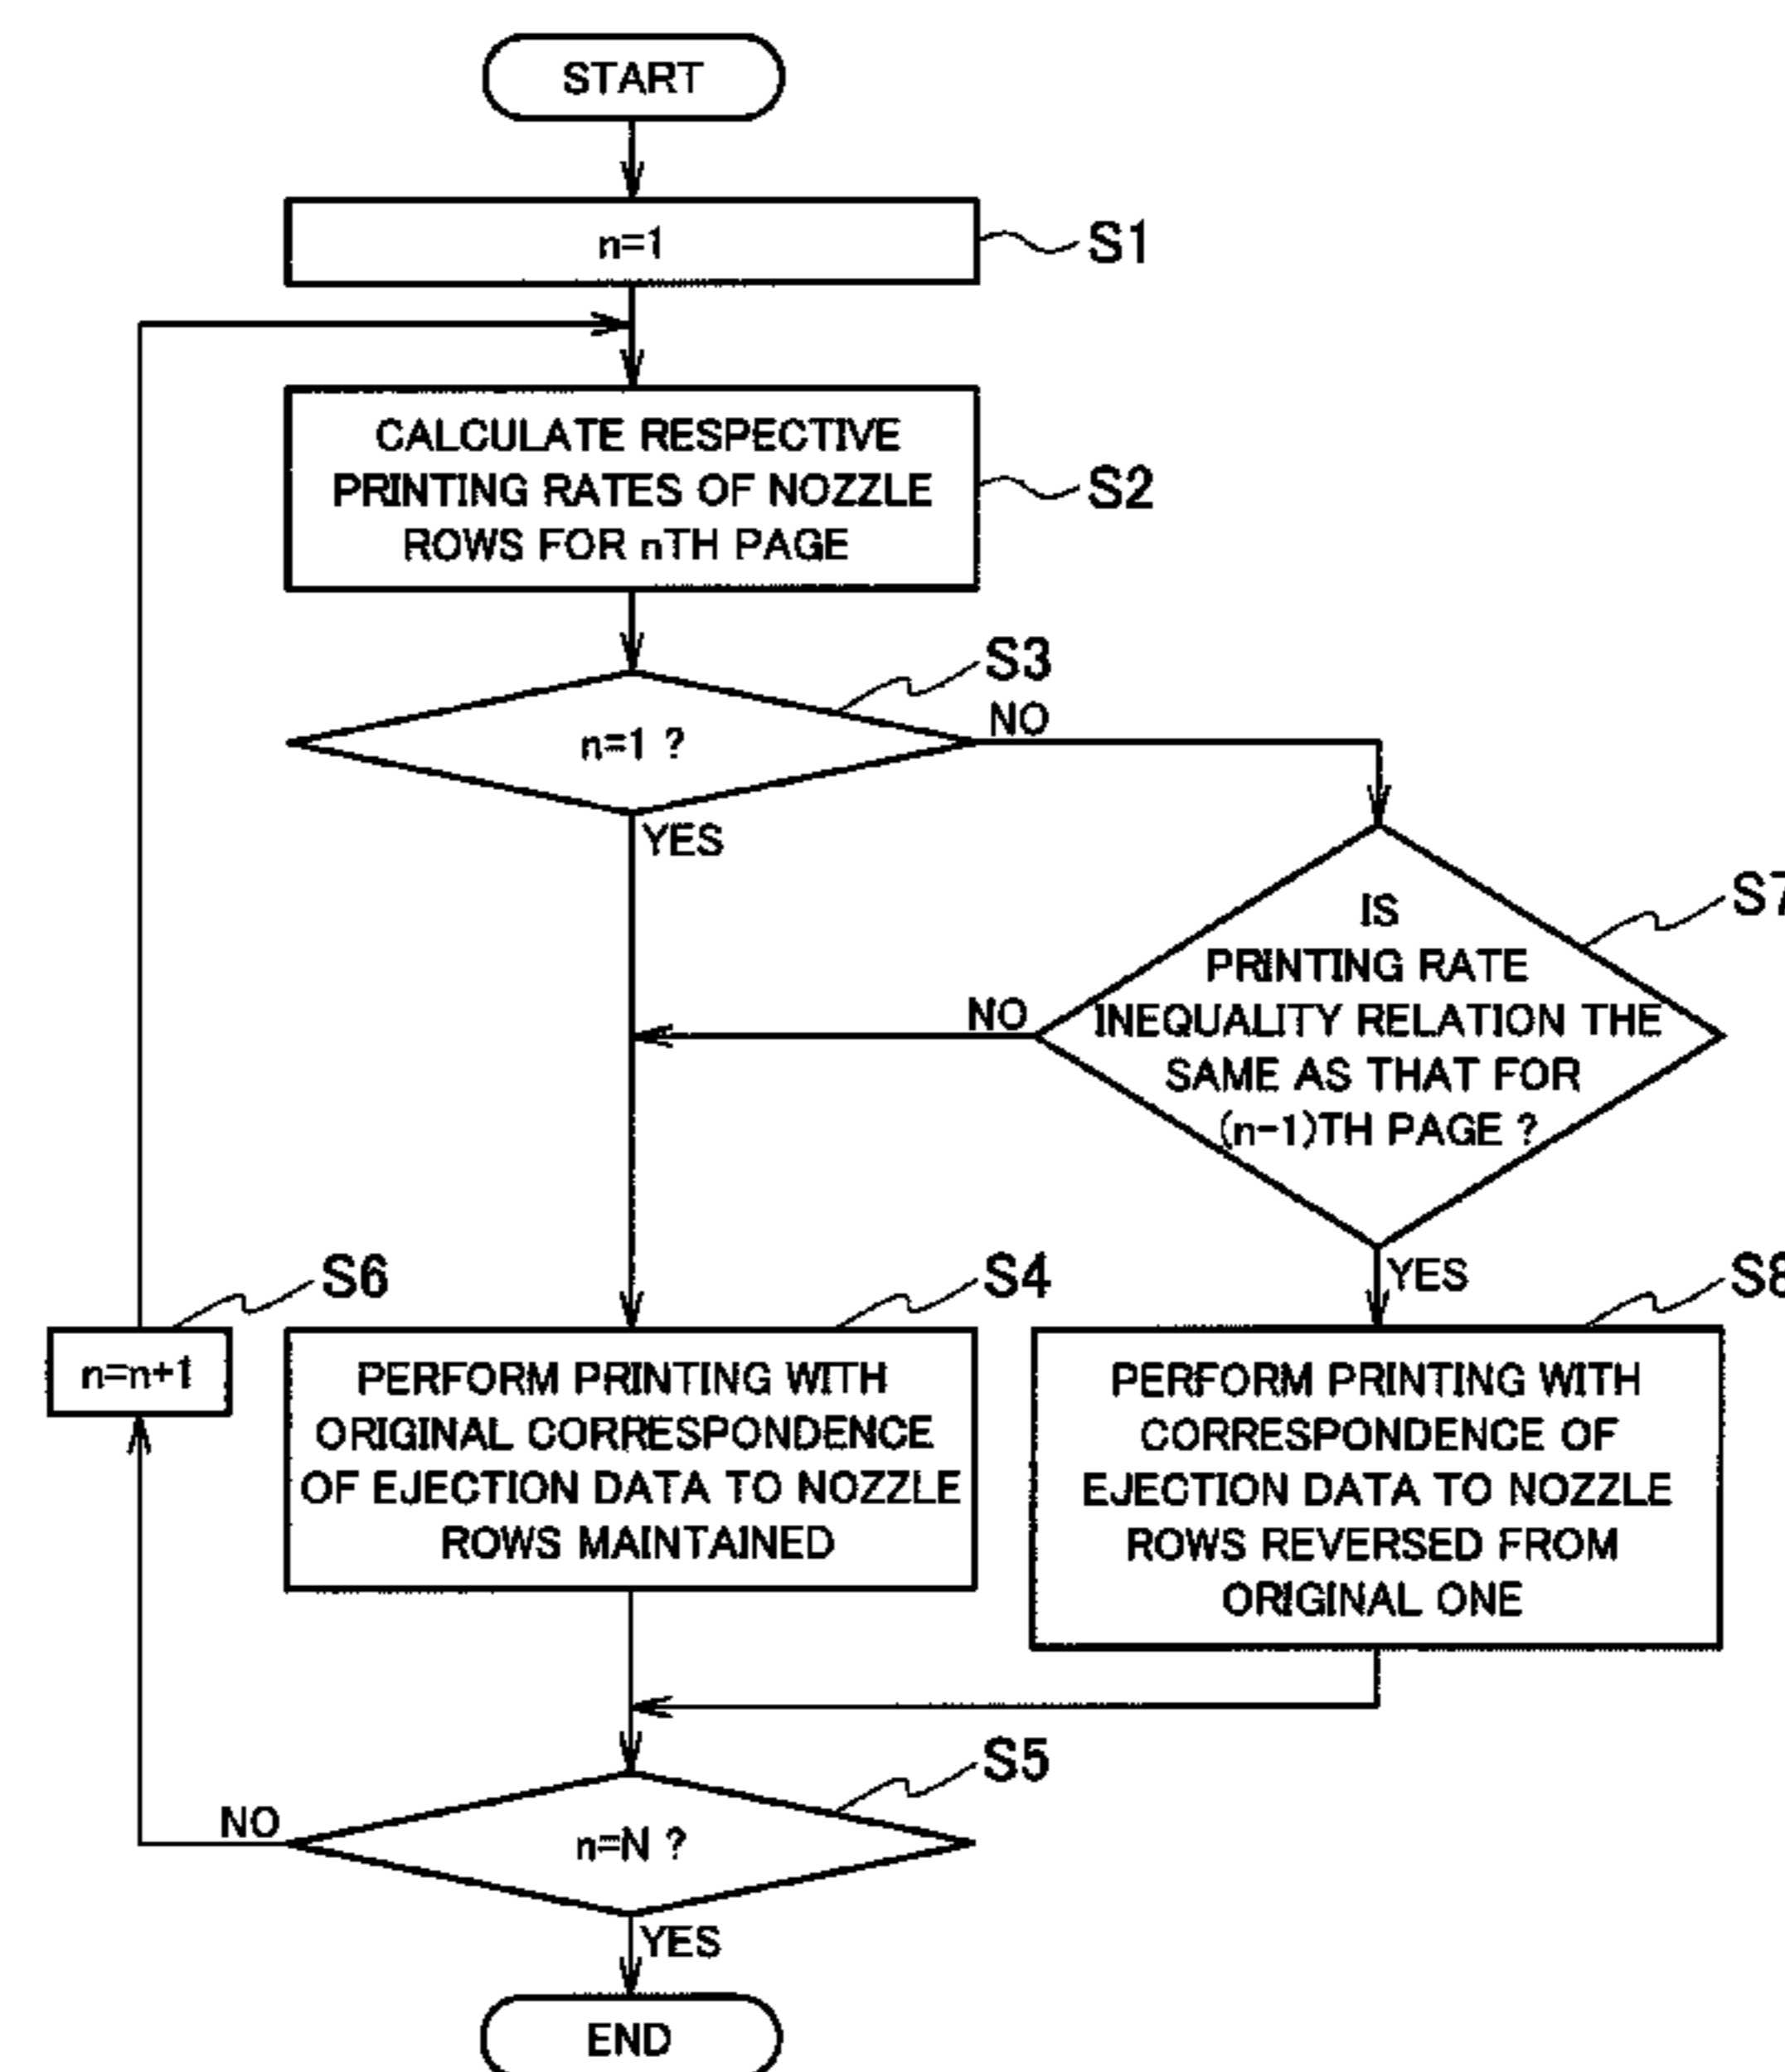 START
n=1
S1
CALCULATE RESPECTIVE
PRINTING RATES OF NOZZLE
ROWS FOR nTH PAGE
S2
S3
n=1 ?
NO
YES
S7
IS
PRINTING RATE
INEQUALITY RELATION THE
SAME AS THAT FOR
(n-1)TH PAGE ?
NO
YES
S6
n=n+1
S4
PERFORM PRINTING WITH
ORIGINAL CORRESPONDENCE
OF EJECTION DATA TO NOZZLE
ROWS MAINTAINED
S8
PERFORM PRINTING WITH
CORRESPONDENCE OF
EJECTION DATA TO NOZZLE
ROWS REVERSED FROM
ORIGINAL ONE
S5
n=N ?
NO
YES
END